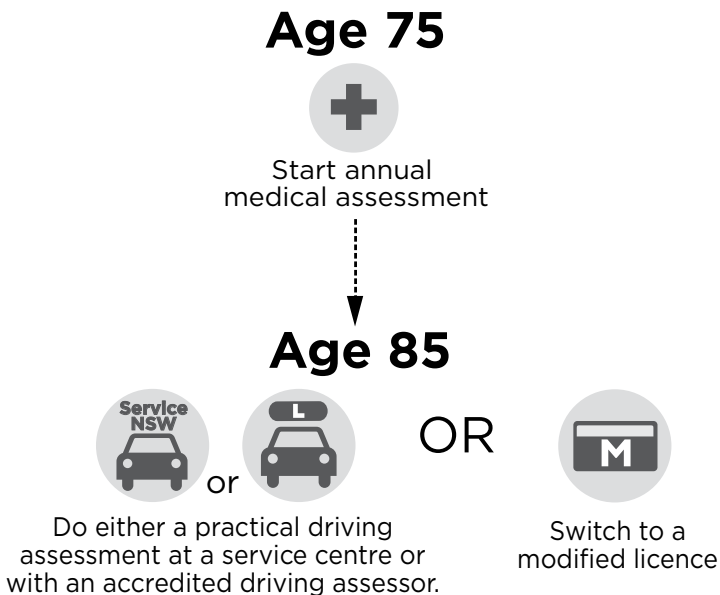 Age 75
Start annual
medical assessment
Age 85
Service
NSW
or
L
OR
M
Do either a practical driving
assessment at a service centre or
with an accredited driving assessor.
Switch to a
modified licence